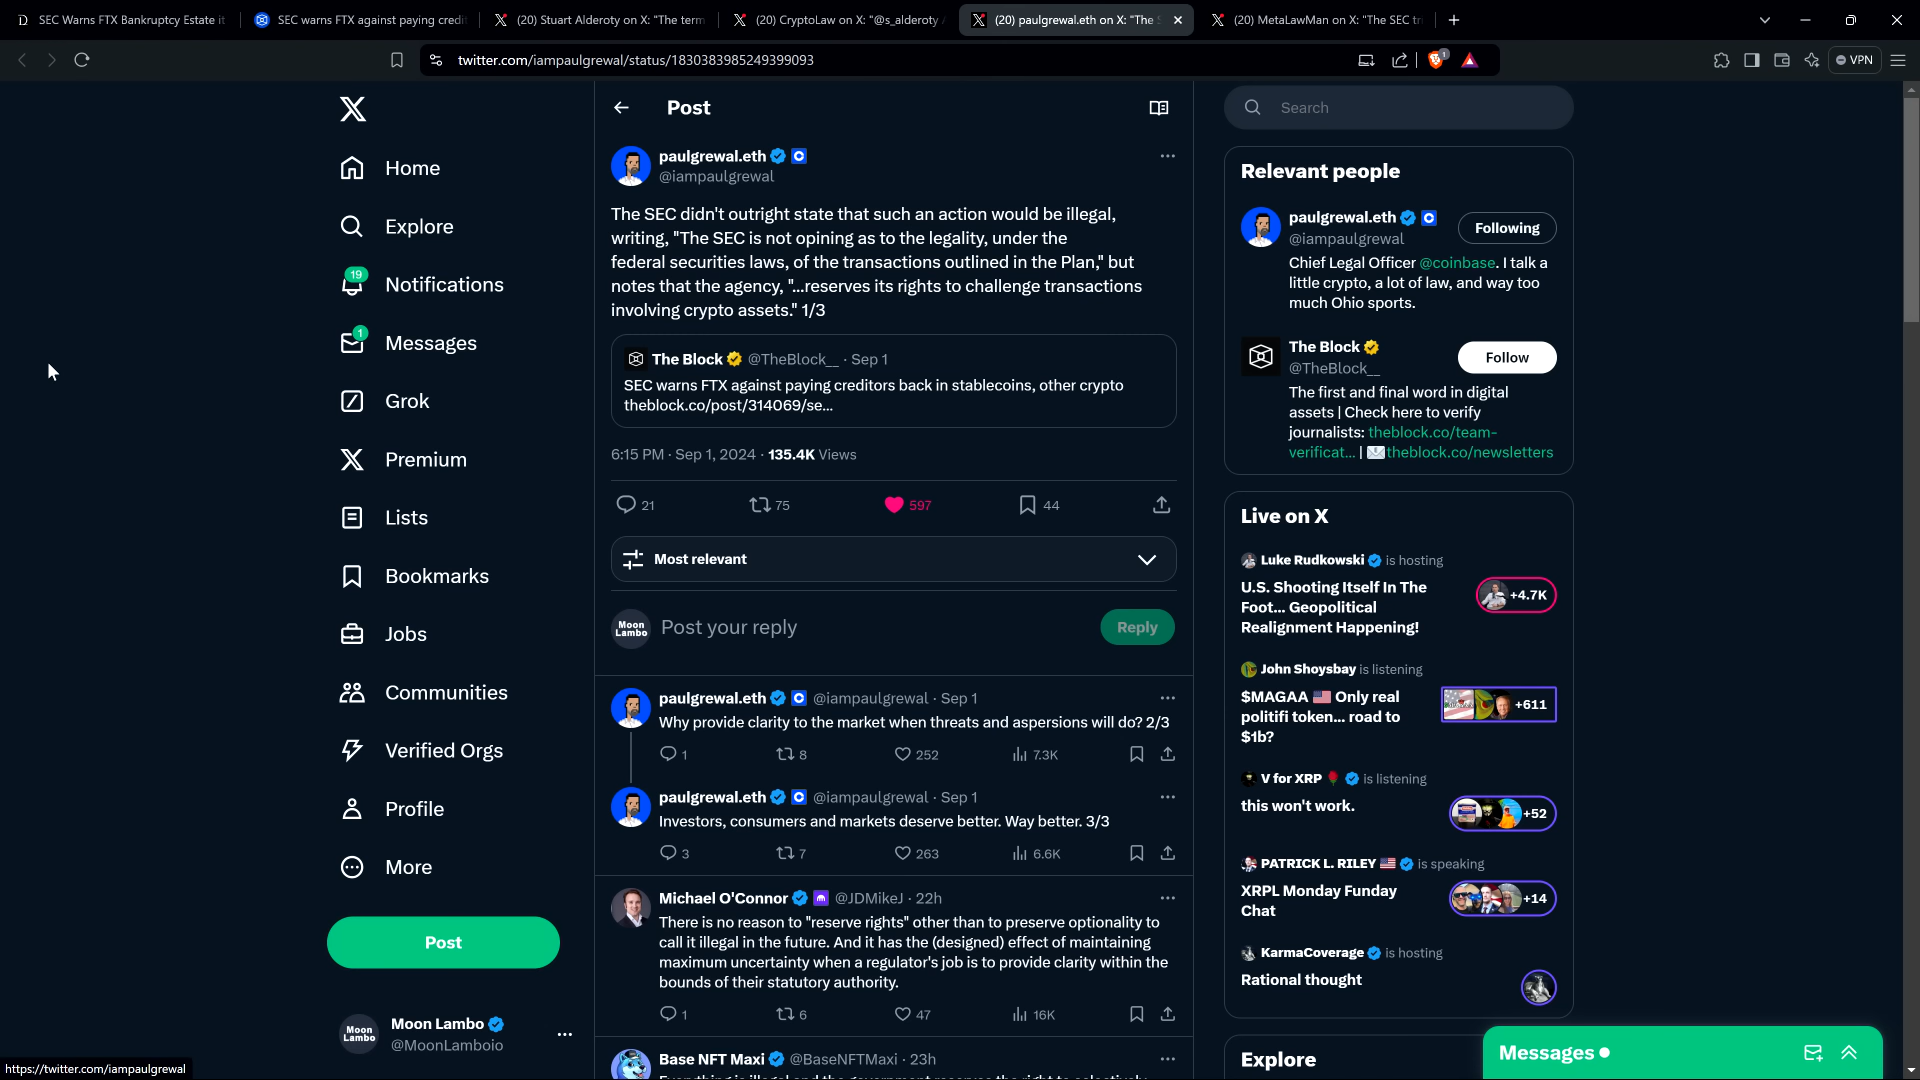 SEC Warns FTX Bankruptcy Estate it
SEC warns FTX against paying credit
(20) Stuart Alderoty on X: "The term
(20) CryptoLaw on X: "@s_alderoty
(20) paulgrewal.eth on X: "The S
(20) MetaLawMan on X: "The SEC tr
twitter.com/iampaulgrewal/status/1830383985249399093
1
VPN
Home
Explore
19
Notifications
1
Messages
Grok
Premium
Lists
Bookmarks
Jobs
Communities
Verified Orgs
Profile
More
Post
Moon Lambo
Moon Lambo
@MoonLamboio
https://twitter.com/iampaulgrewal
Post
paulgrewal.eth
@iampaulgrewal
The SEC didn't outright state that such an action would be illegal,
writing, "The SEC is not opining as to the legality, under the
federal securities laws, of the transactions outlined in the Plan," but
notes that the agency, "...reserves its rights to challenge transactions
involving crypto assets." 1/3
The Block @TheBlock__ · Sep 1
SEC warns FTX against paying creditors back in stablecoins, other crypto
theblock.co/post/314069/se...
6:15 PM · Sep 1, 2024 · 135.4K Views
21 75 597 44
Most relevant
Moon Lambo
Post your reply
Reply
paulgrewal.eth @iampaulgrewal · Sep 1
Why provide clarity to the market when threats and aspersions will do? 2/3
1 8 252 7.3K
paulgrewal.eth @iampaulgrewal · Sep 1
Investors, consumers and markets deserve better. Way better. 3/3
3 7 263 6.6K
Michael O'Connor @JDMikeJ · 22h
There is no reason to "reserve rights" other than to preserve optionality to
call it illegal in the future. And it has the (designed) effect of maintaining
maximum uncertainty when a regulator's job is to provide clarity within the
bounds of their statutory authority.
1 6 47 16K
Base NFT Maxi @BaseNFTMaxi · 23h
Search
Relevant people
paulgrewal.eth
@iampaulgrewal
Following
Chief Legal Officer @coinbase. I talk a
little crypto, a lot of law, and way too
much Ohio sports.
The Block
@TheBlock__
Follow
The first and final word in digital
assets | Check here to verify
journalists: theblock.co/team-
verificat... | theblock.co/newsletters
Live on X
Luke Rudkowski is hosting
U.S. Shooting Itself In The
Foot... Geopolitical
Realignment Happening!
+4.7K
John Shoysbay is listening
$MAGAA Only real
politifi token... road to
$1b?
+611
V for XRP is listening
this won't work.
+52
PATRICK L. RILEY is speaking
XRPL Monday Funday
Chat
+14
KarmaCoverage is hosting
Rational thought
Explore
Messages